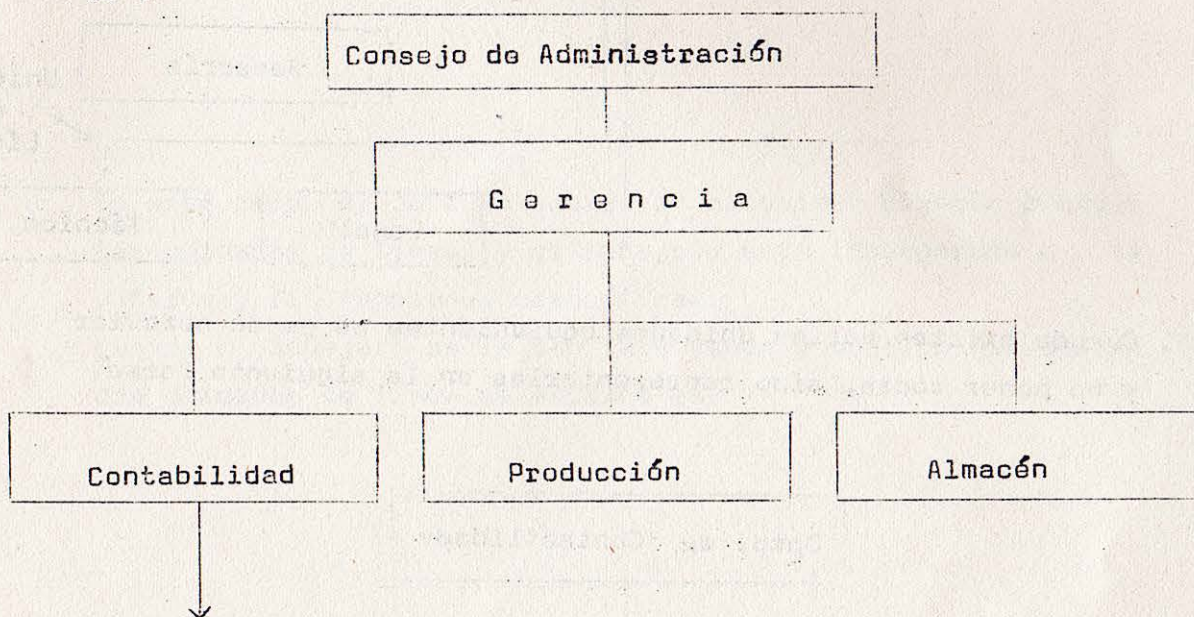 Consejo de Administración
G e r e n c i a
Contabilidad
Producción
Almacén